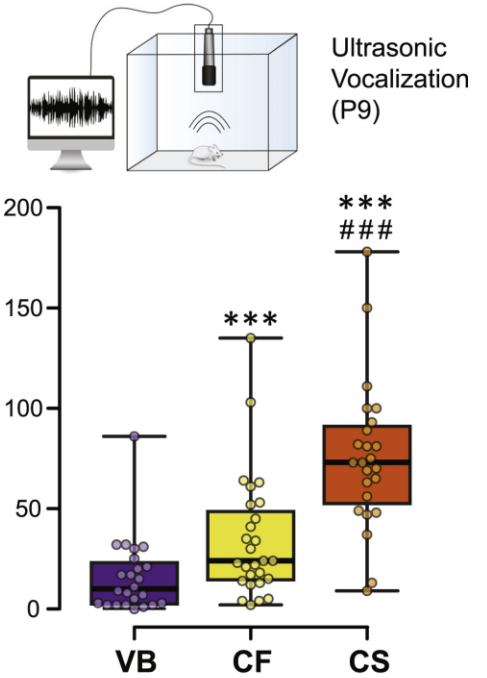 Ultrasonic
Vocalization
(P9)
200
***
###
150
***
100
50
0
VB CF CS